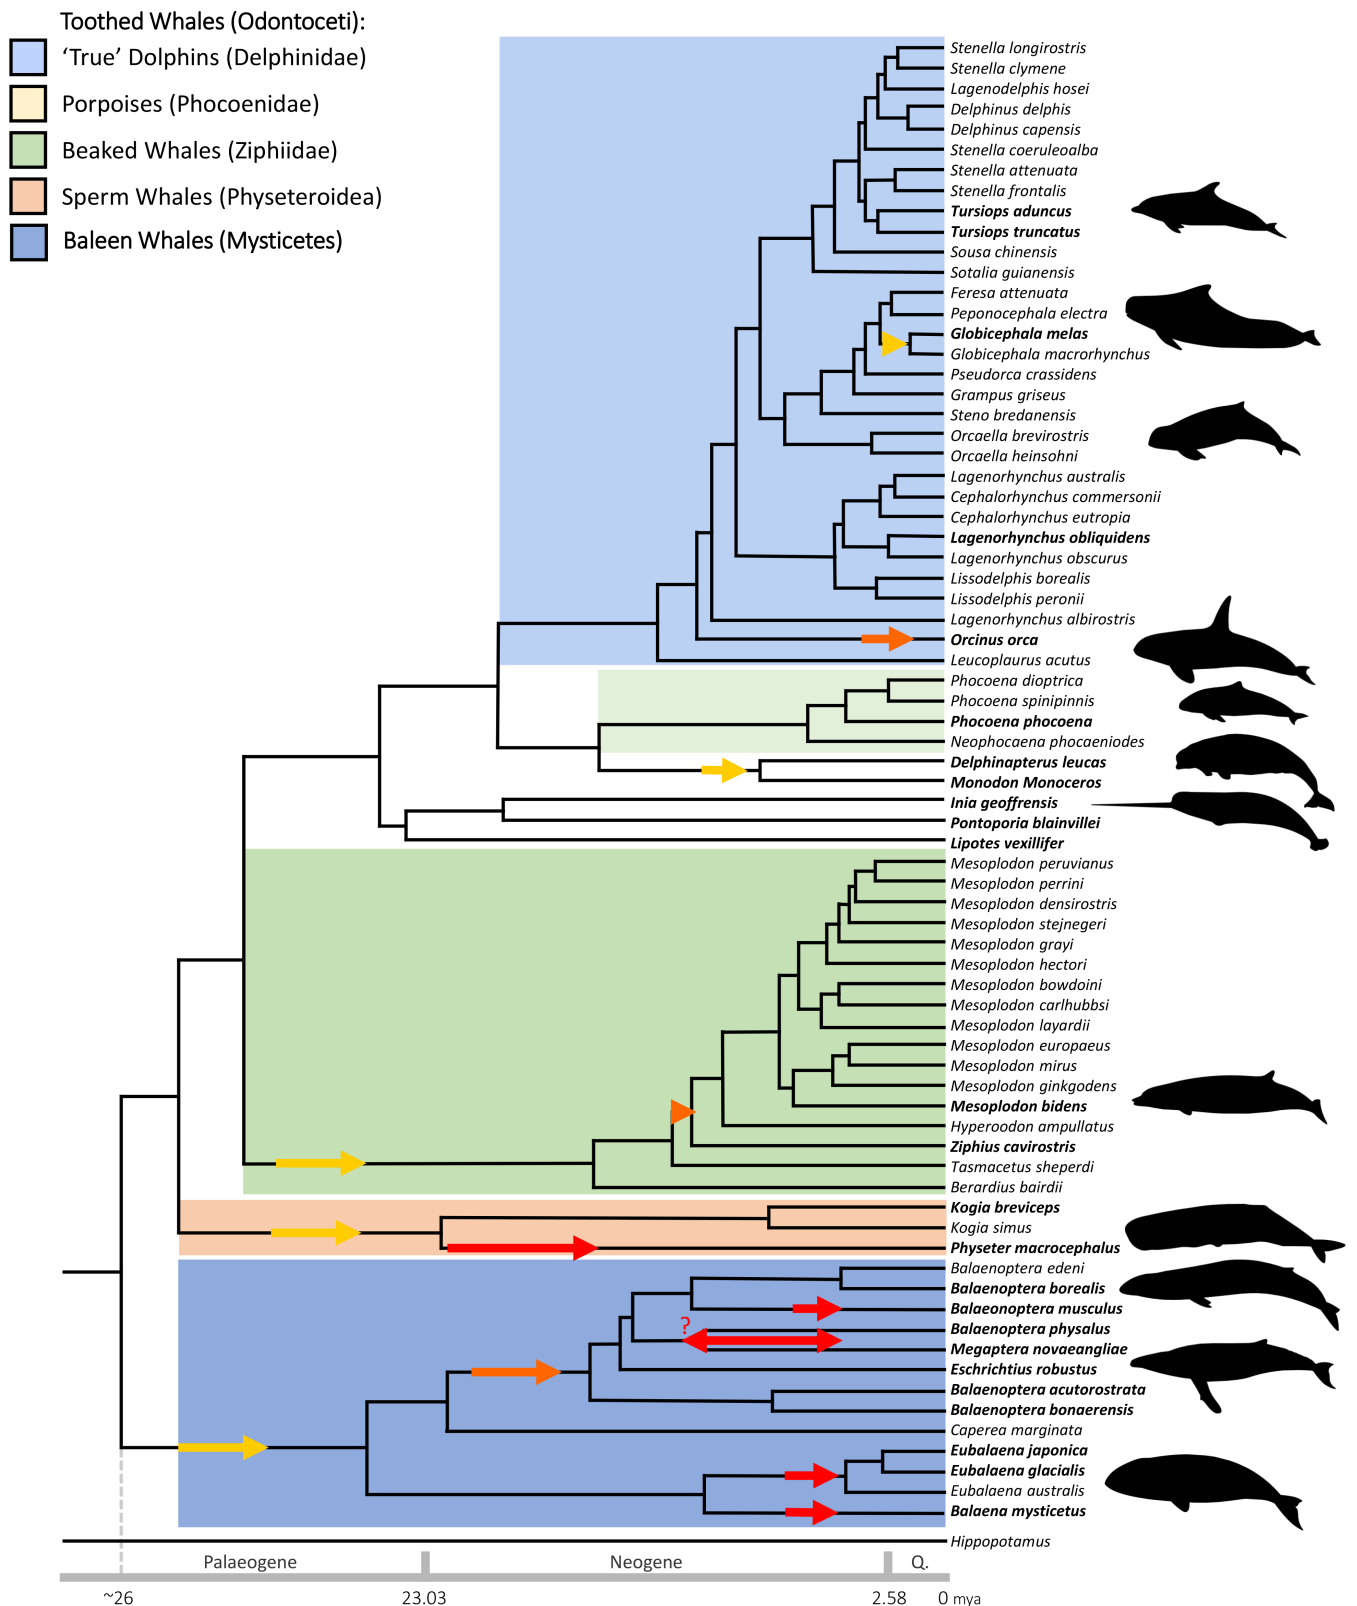 Toothed Whales (Odontoceti):
‘True’ Dolphins (Delphinidae)
Porpoises (Phocoenidae)
Beaked Whales (Ziphiidae)
Sperm Whales (Physeteroidea)
Baleen Whales (Mysticetes)
Stenella longirostris
Stenella clymene
Lagenodelphis hosei
Delphinus delphis
Delphinus capensis
Stenella coeruleoalba
Stenella attenuata
Stenella frontalis
Tursiops aduncus
Tursiops truncatus
Sousa chinensis
Sotalia guianensis
Feresa attenuata
Peponocephala electra
Globicephala melas
Globicephala macrorhynchus
Pseudorca crassidens
Grampus griseus
Steno bredanensis
Orcaella brevirostris
Orcaella heinsohni
Lagenorhynchus australis
Cephalorhynchus commersonii
Cephalorhynchus eutropia
Lagenorhynchus obliquidens
Lagenorhynchus obscurus
Lissodelphis borealis
Lissodelphis peronii
Lagenorhynchus albirostris
Orcinus orca
Leucoplaurus acutus
Phocoena dioptrica
Phocoena spinipinnis
Phocoena phocoena
Neophocaena phocaeniodes
Delphinapterus leucas
Monodon Monoceros
Inia geoffrensis
Pontoporia blainvillei
Lipotes vexillifer
Mesoplodon peruvianus
Mesoplodon perrini
Mesoplodon densirostris
Mesoplodon stejnegeri
Mesoplodon grayi
Mesoplodon hectori
Mesoplodon bowdoini
Mesoplodon carlhubbsi
Mesoplodon layardii
Mesoplodon europaeus
Mesoplodon mirus
Mesoplodon ginkgodens
Mesoplodon bidens
Hyperoodon ampullatus
Ziphius cavirostris
Tasmacetus sheperdi
Berardius bairdii
Kogia breviceps
Kogia simus
Physeter macrocephalus
Balaenoptera edeni
Balaenoptera borealis
Balaeonoptera musculus
?
Balaenoptera physalus
Megaptera novaeangliae
Eschrichtius robustus
Balaenoptera acutorostrata
Balaenoptera bonaerensis
Caperea marginata
Eubalaena japonica
Eubalaena glacialis
Eubalaena australis
Balaena mysticetus
Hippopotamus
Palaeogene Neogene Q.
~26 23.03 2.58 0 mya